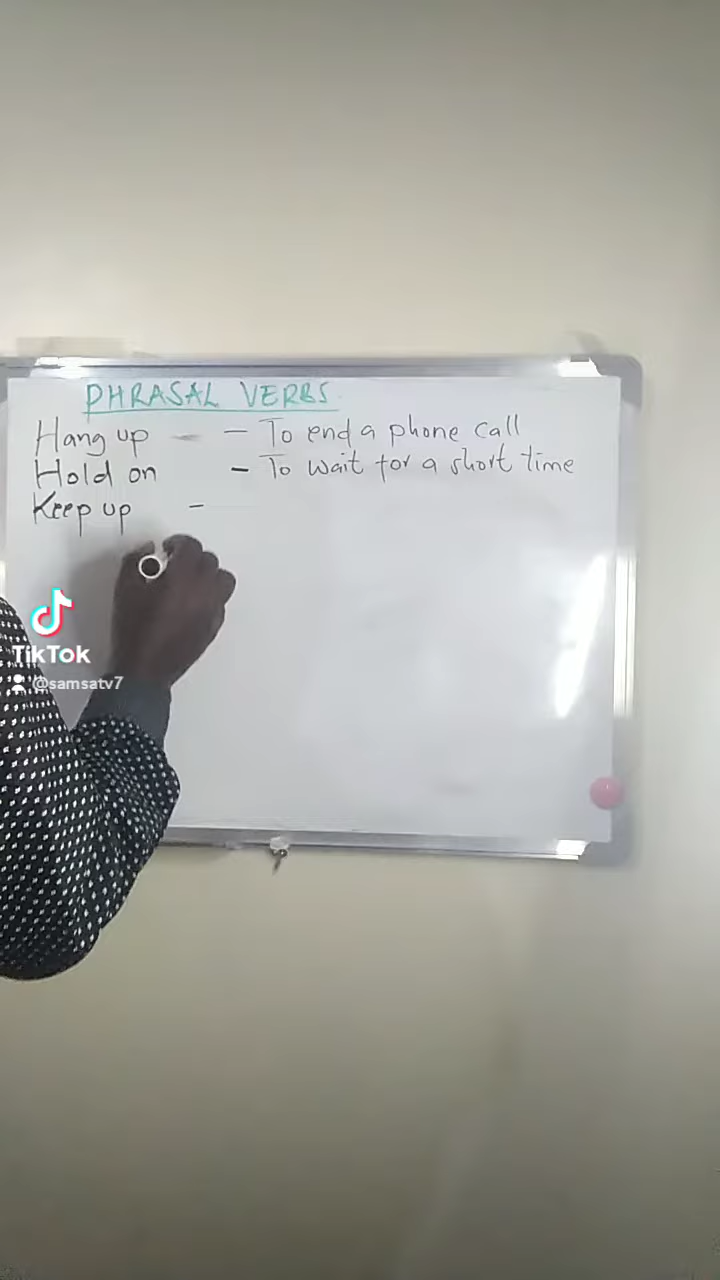 PHRASAL VERBS
Hang up - To end a phone call
Hold on - To wait for a short time
Keep up -
TikTok
@samsatv7